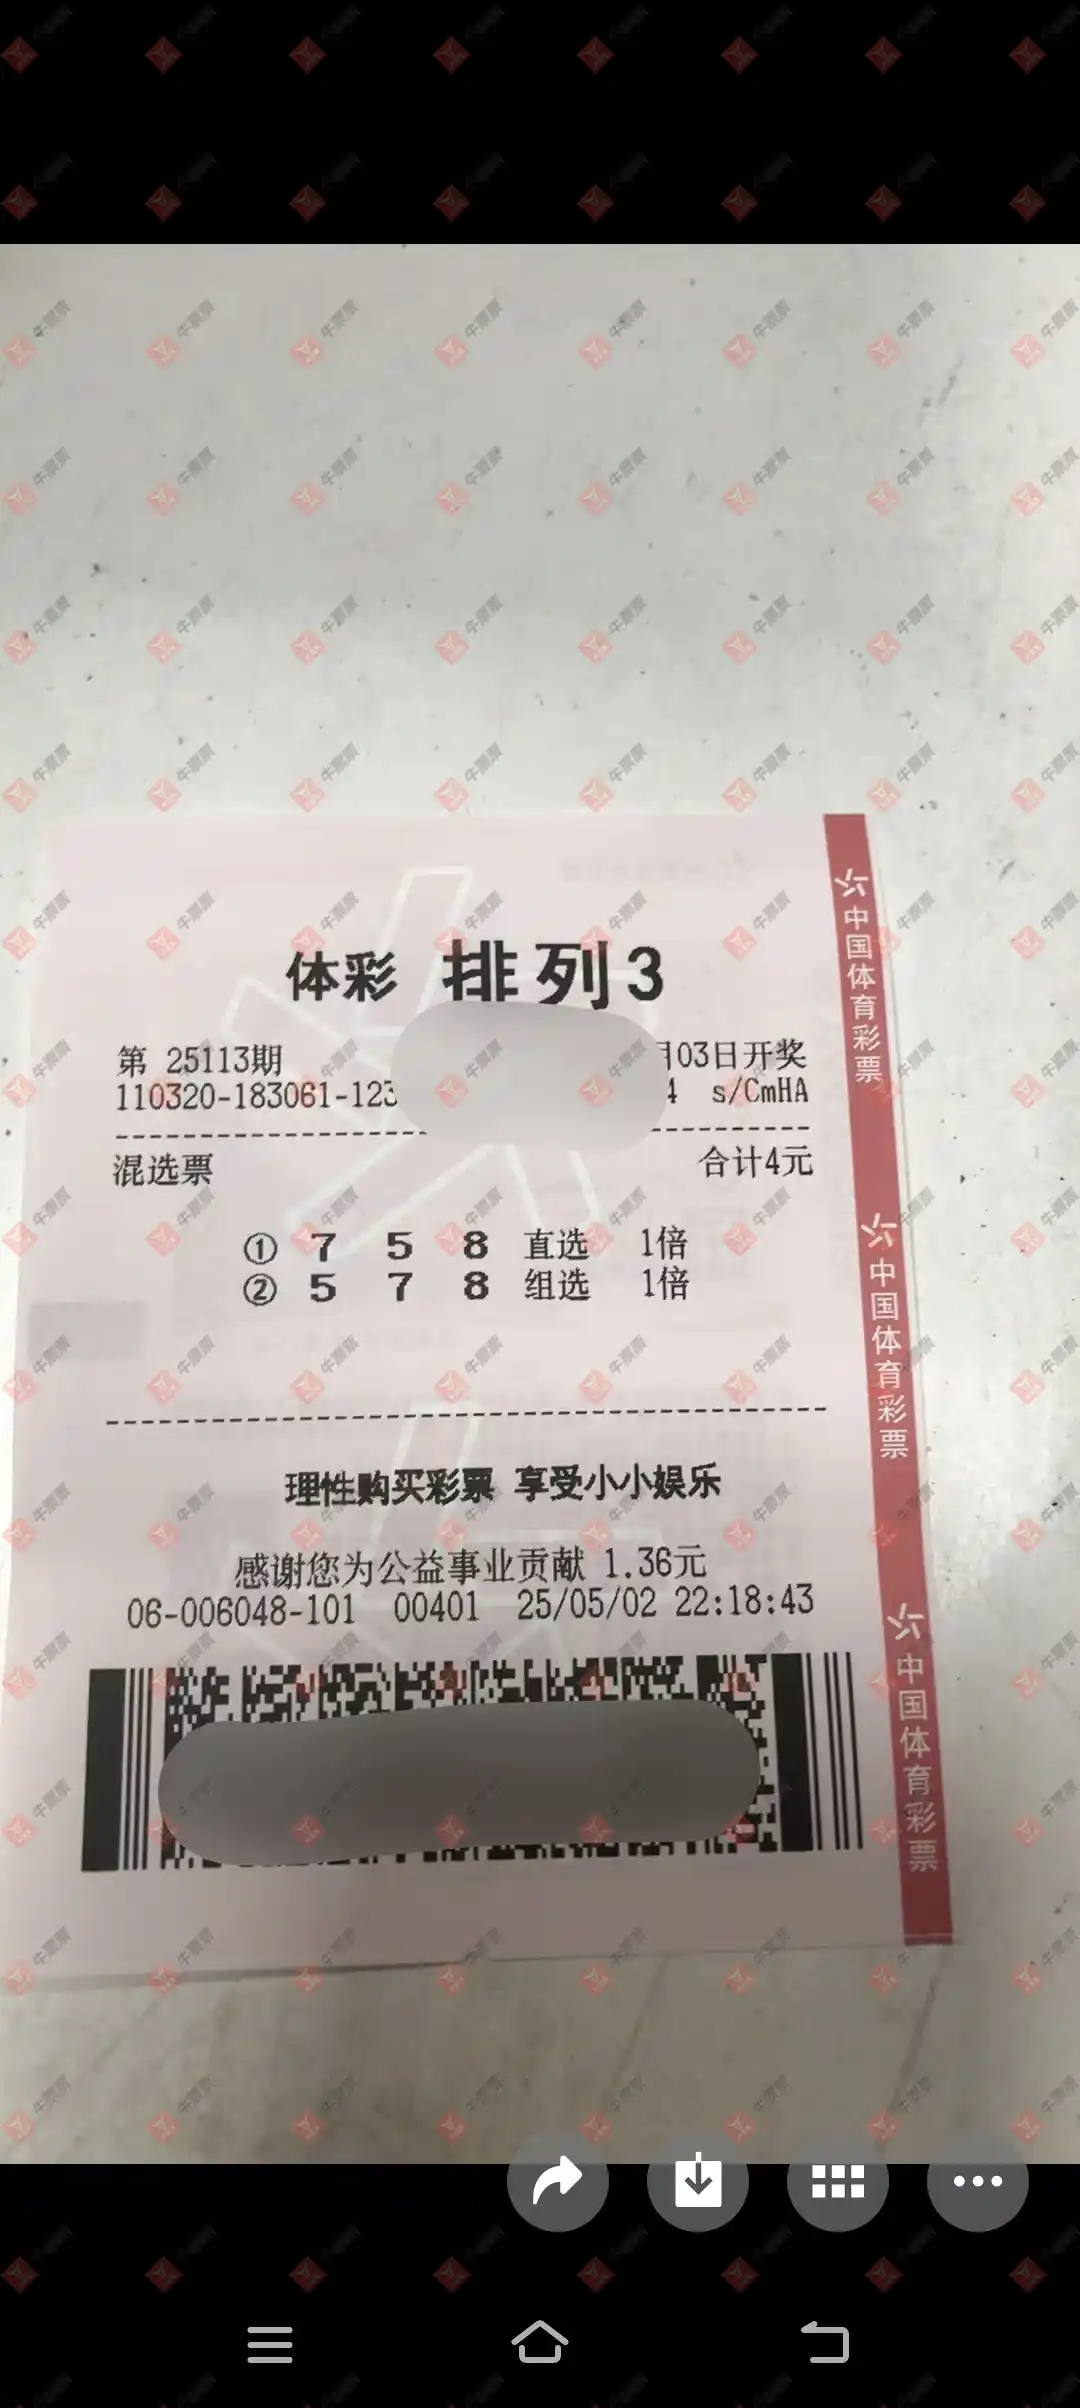 体彩 排列3
第 25113期 月03日开奖
110320-183061-123 4 s/CmHA
混选票 合计4元
① 7 5 8 直选 1倍
② 5 7 8 组选 1倍
理性购买彩票 享受小小娱乐
感谢您为公益事业贡献 1.36元
06-006048-101 00401 25/05/02 22:18:43
中国体育彩票
中国体育彩票
中国体育彩票
牛票票